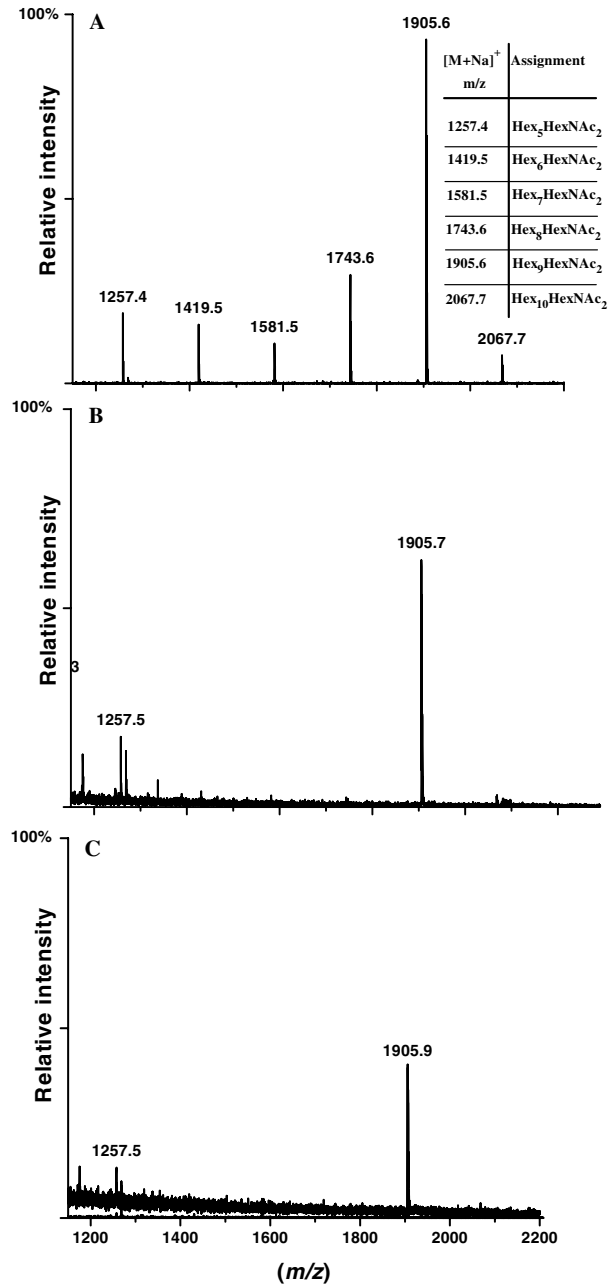 100%
A
1905.6
[M+Na]+ Assignment
m/z
1257.4 Hex5HexNAc2
1419.5 Hex6HexNAc2
1581.5 Hex7HexNAc2
1743.6 Hex8HexNAc2
1905.6 Hex9HexNAc2
2067.7 Hex10HexNAc2
Relative intensity
1257.4
1419.5
1581.5
1743.6
2067.7
100%
B
1905.7
Relative intensity
3
1257.5
100%
C
Relative intensity
1905.9
1257.5
1200 1400 1600 1800 2000 2200
(m/z)